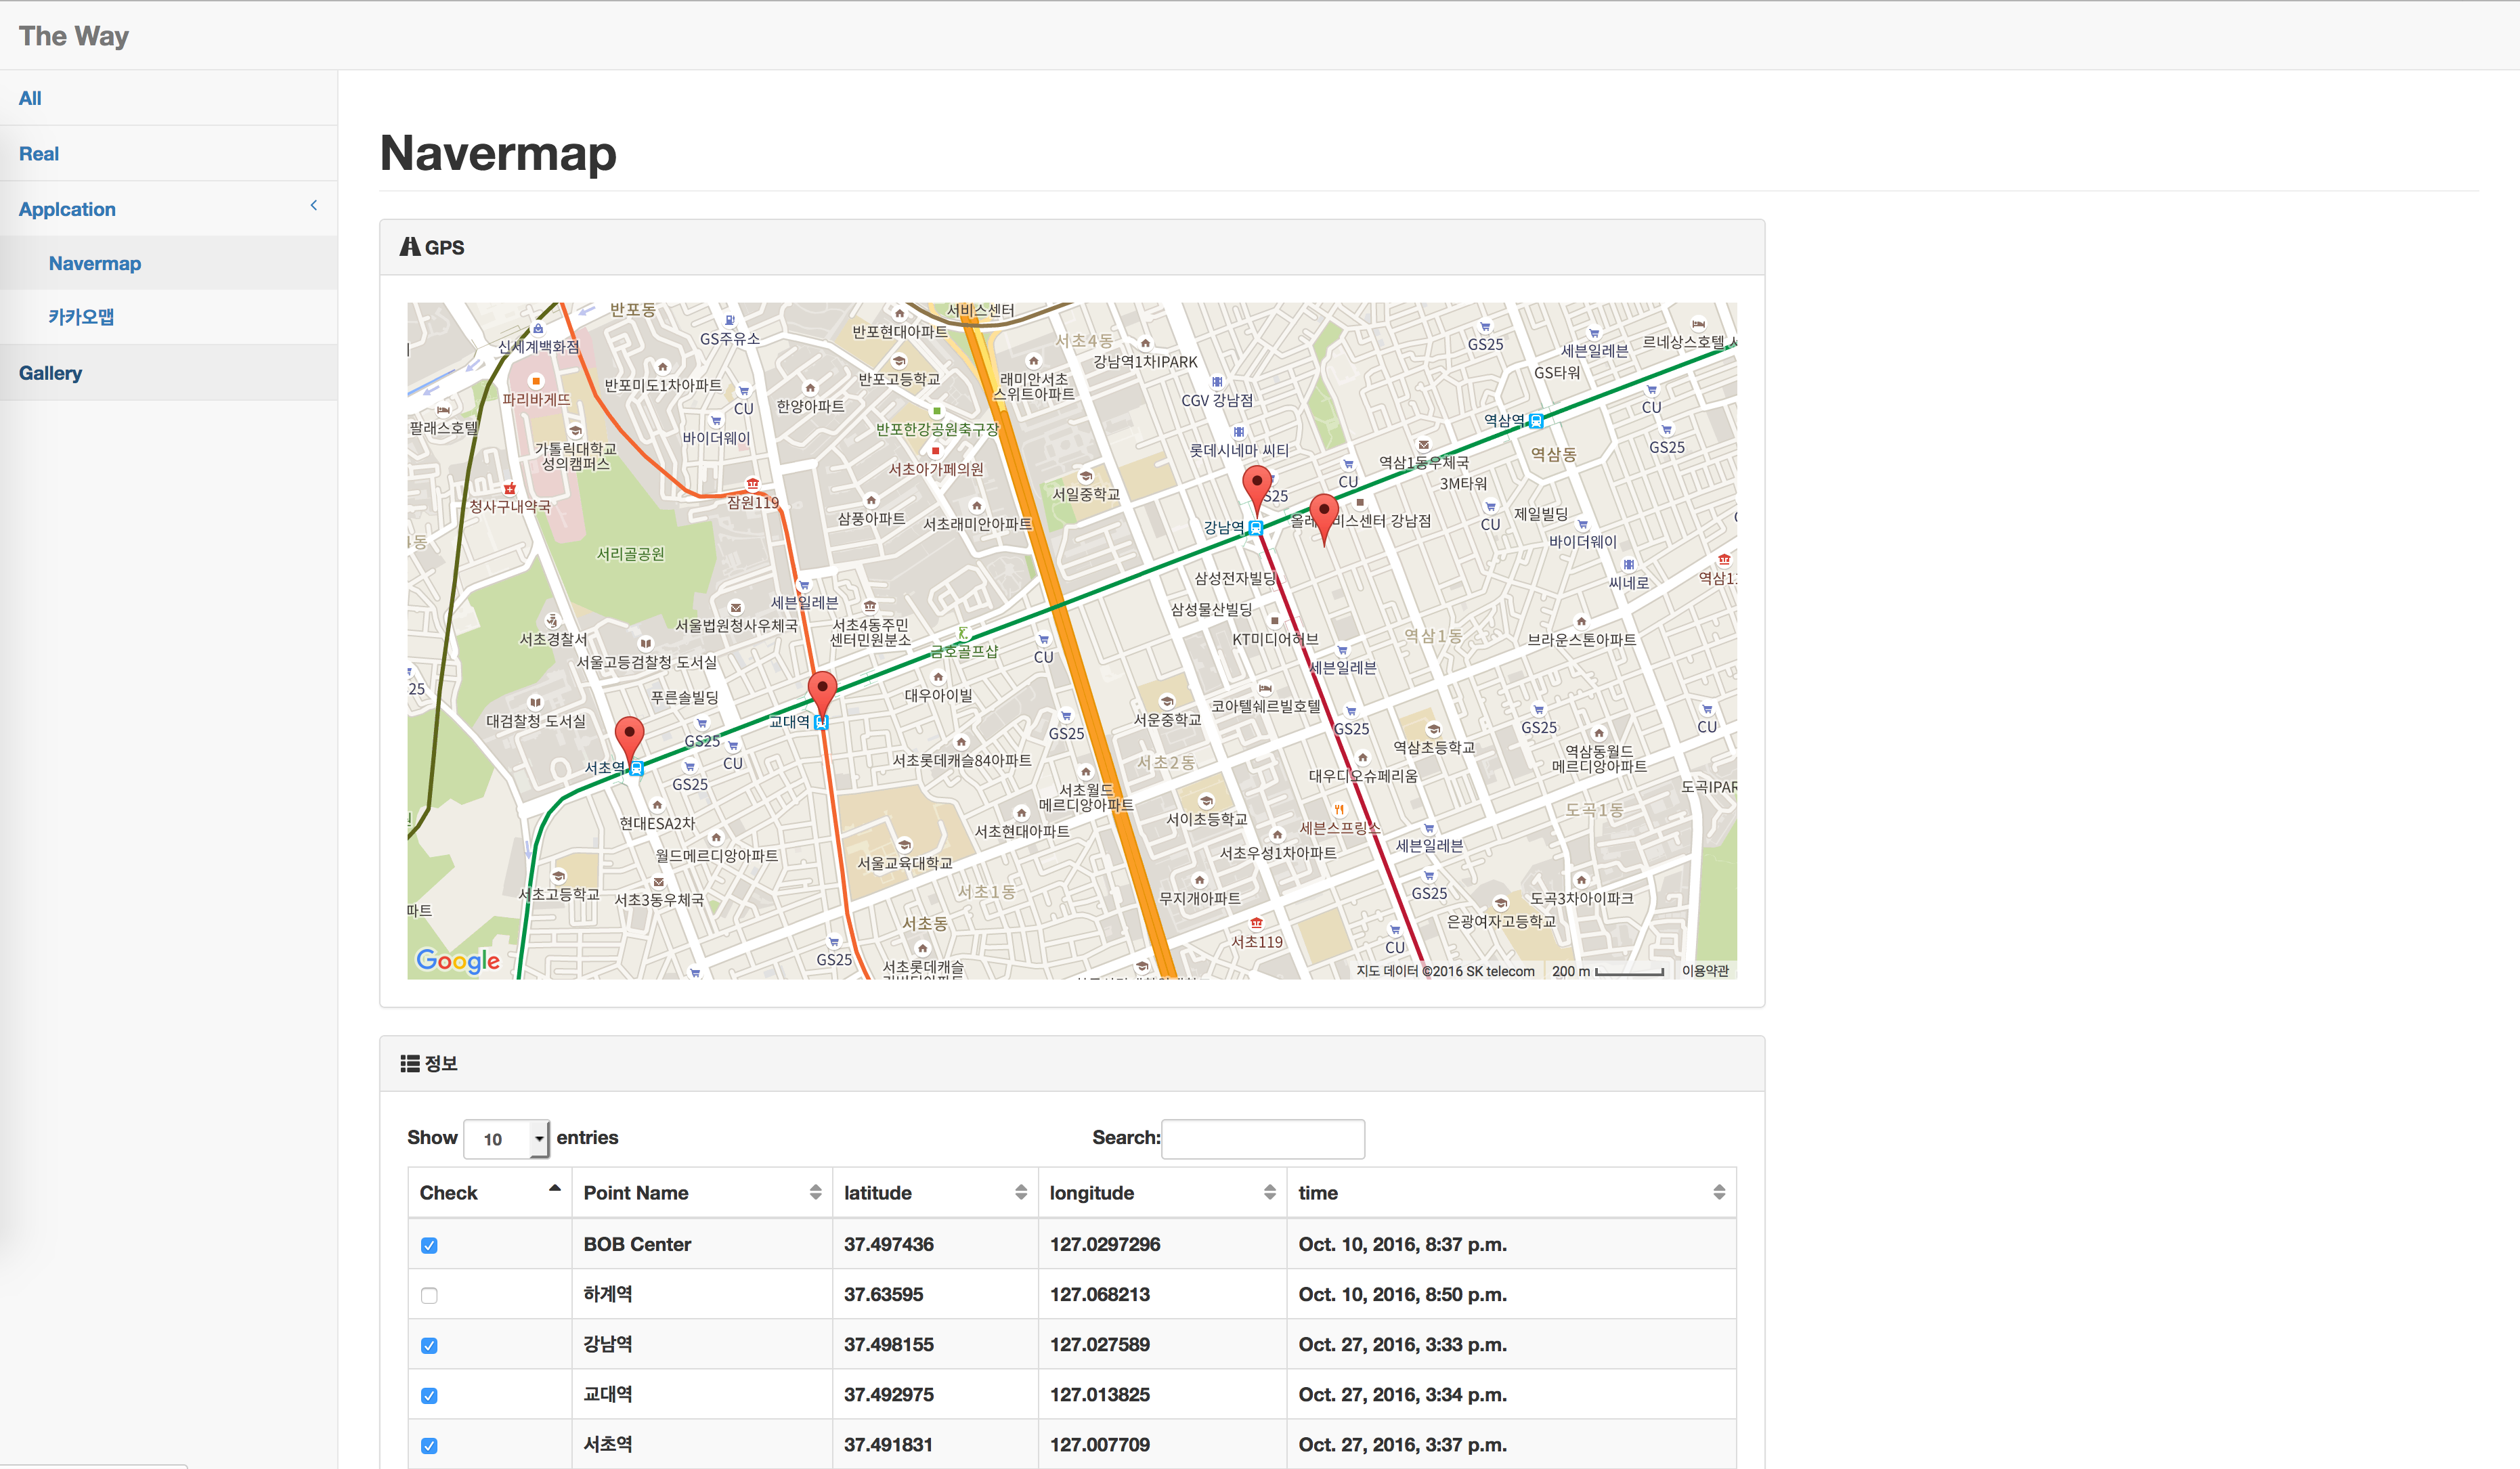 The Way
All
Real
Applcation
Navermap
카카오맵
Gallery
Navermap
GPS
반포동
서비스센터
GS주유소
반포현대아파트
서초4동
강남역1차IPARK
GS25
세븐일레븐
르네상스호텔
신세계백화점
반포미도1차아파트
반포고등학교
래미안서초
스위트아파트
GS타워
파리바게뜨
CU
한양아파트
CGV 강남점
CU
팔래스호텔
바이더웨이
반포한강공원축구장
역삼역
GS25
가톨릭대학교
성의캠퍼스
롯데시네마 씨티
역삼동
서초아가페의원
역삼1동우체국
청사구내약국
잠원119
서일중학교
CU
3M타워
삼풍아파트
서초래미안아파트
강남역
CU
제일빌딩
4동
서리골공원
바이더웨이
삼성전자빌딩
씨네로
세븐일레븐
삼성물산빌딩
서울법원청사우체국
서초4동주민
센터민원분소
서초경찰서
금호골프샵
CU
KT미디어허브
역삼1동
브라운스톤아파트
서울고등검찰청 도서실
세븐일레븐
25
푸른솔빌딩
대우아이빌
대검찰청 도서실
교대역
서운중학교
코아텔쉐르빌호텔
GS25
GS25
GS25
GS25
CU
서초역
CU
서초롯데캐슬84아파트
서초2동
역삼초등학교
역삼동월드
메르디앙아파트
GS25
대우디오슈페리움
도곡IPAR
서초월드
메르디앙아파트
현대ESA2차
서초현대아파트
서이초등학교
세븐스프링스
도곡1동
월드메르디앙아파트
서울교육대학교
서초우성1차아파트
세븐일레븐
서초고등학교
서초3동우체국
서초1동
무지개아파트
GS25
도곡3차아이파크
파트
서초동
은광여자고등학교
서초119
CU
GS25
서초롯데캐슬
Google
지도 데이터 ©2016 SK telecom 200 m 이용약관
정보
Show 10 entries Search:
Check Point Name latitude longitude time
BOB Center 37.497436 127.0297296 Oct. 10, 2016, 8:37 p.m.
하계역 37.63595 127.068213 Oct. 10, 2016, 8:50 p.m.
강남역 37.498155 127.027589 Oct. 27, 2016, 3:33 p.m.
교대역 37.492975 127.013825 Oct. 27, 2016, 3:34 p.m.
서초역 37.491831 127.007709 Oct. 27, 2016, 3:37 p.m.